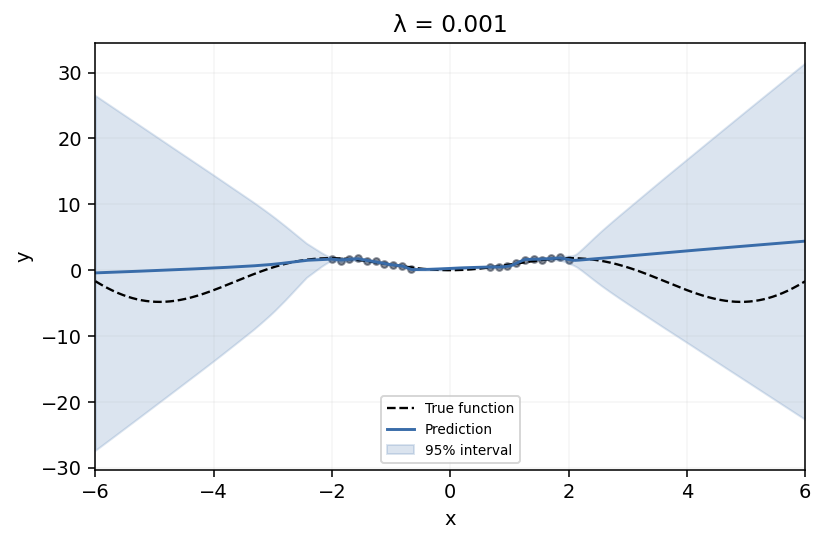 λ = 0.001
30
20
10
0
−10
−20
−30
y
−6
−4
−2
0
2
4
6
x
True function
Prediction
95% interval